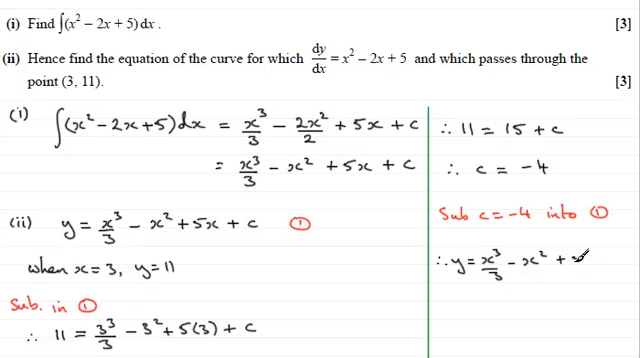 (i) Find ∫(x² − 2x + 5) dx. [3]
(ii) Hence find the equation of the curve for which dy/dx = x² − 2x + 5 and which passes through the
point (3, 11). [3]
(i) ∫(x² − 2x + 5) dx = x³/3 − 2x²/2 + 5x + c
= x³/3 − x² + 5x + c
(ii) y = x³/3 − x² + 5x + c ①
when x = 3, y = 11
Sub. in ①
∴ 11 = 3³/3 − 3² + 5(3) + c
∴ 11 = 15 + c
∴ c = −4
Sub c = −4 into ①
∴ y = x³/3 − x² +